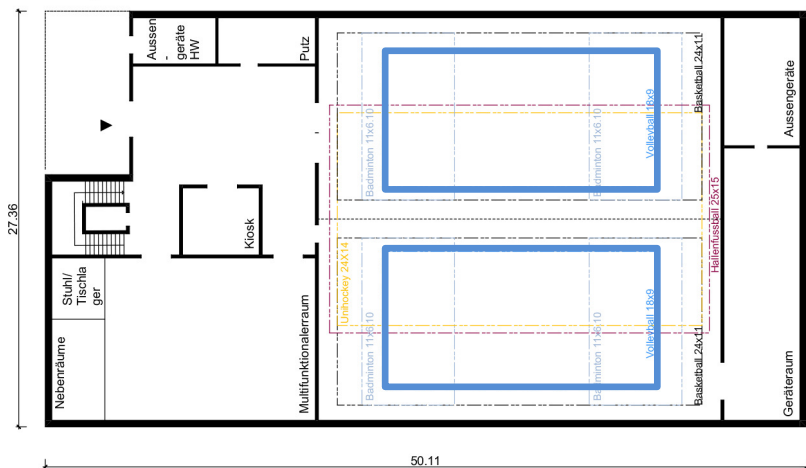 Aussen
-
geräte
HW
Putz
Basketball 24x11
Aussengeräte
Badminton 11x6.10
Badminton 11x6.10
Volleyball 18x9
27.36
Kiosk
Hallenfussball 25x15
Unihockey 24X14
Stuhl/
Tischla
ger
Nebenräume
Multifunktionalerraum
Badminton 11x6.10
Badminton 11x6.10
Volleyball 18x9
Basketball 24x11
Geräteraum
50.11